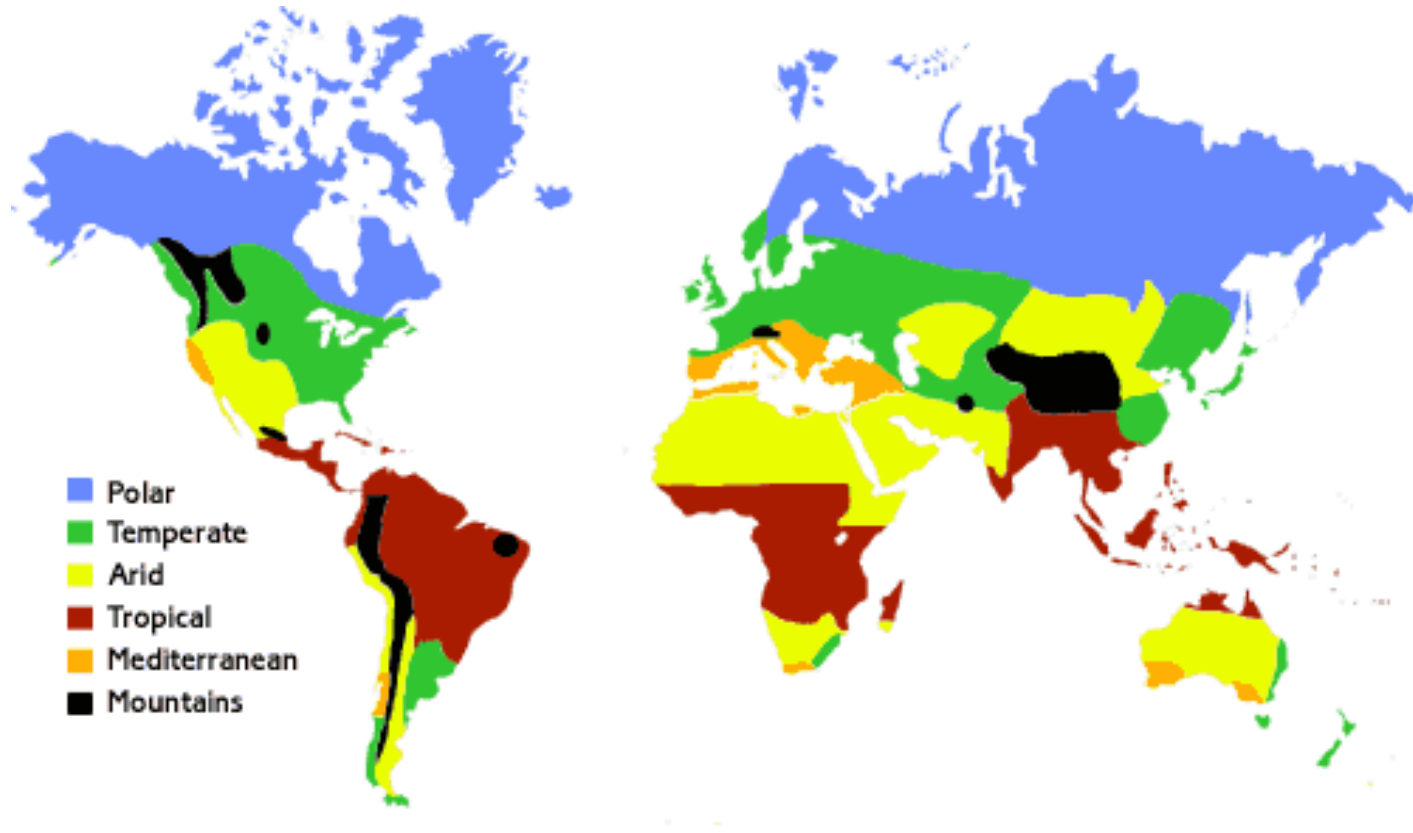 Polar
Temperate
Arid
Tropical
Mediterranean
Mountains